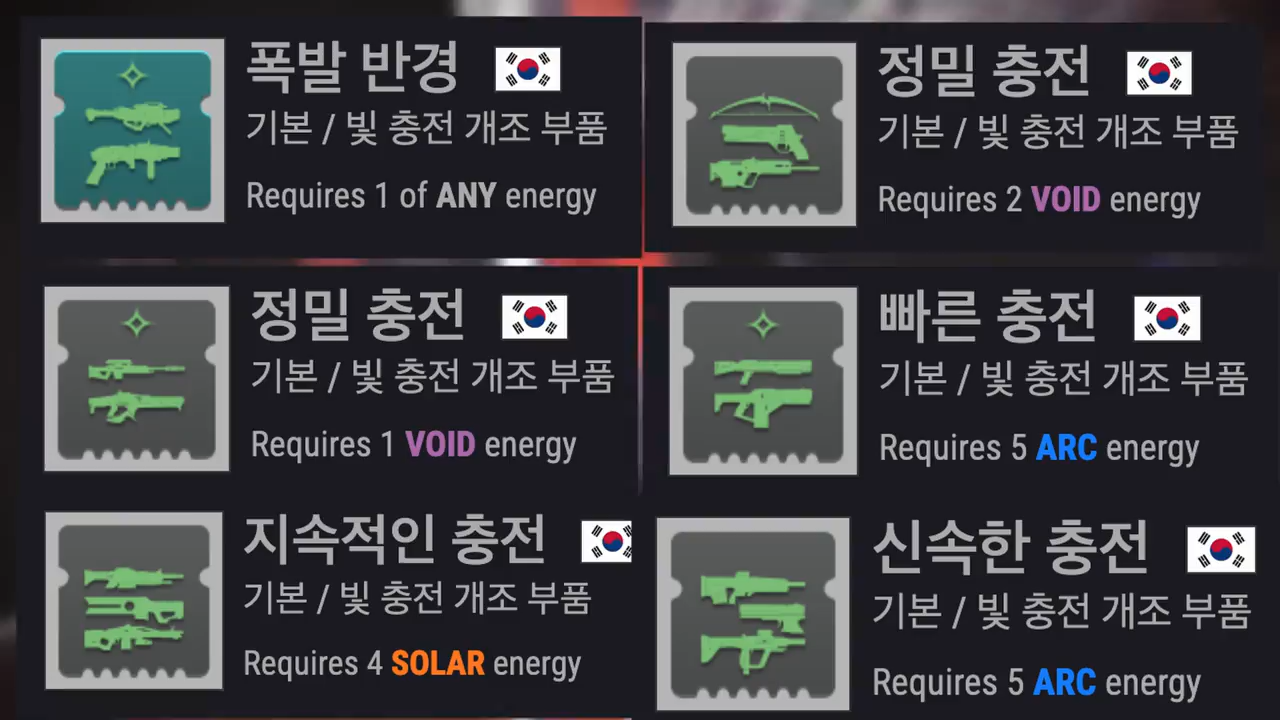 폭발 반경
기본 / 빛 충전 개조 부품
Requires 1 of ANY energy
정밀 충전
기본 / 빛 충전 개조 부품
Requires 2 VOID energy
정밀 충전
기본 / 빛 충전 개조 부품
Requires 1 VOID energy
빠른 충전
기본 / 빛 충전 개조 부품
Requires 5 ARC energy
지속적인 충전
기본 / 빛 충전 개조 부품
Requires 4 SOLAR energy
신속한 충전
기본 / 빛 충전 개조 부품
Requires 5 ARC energy